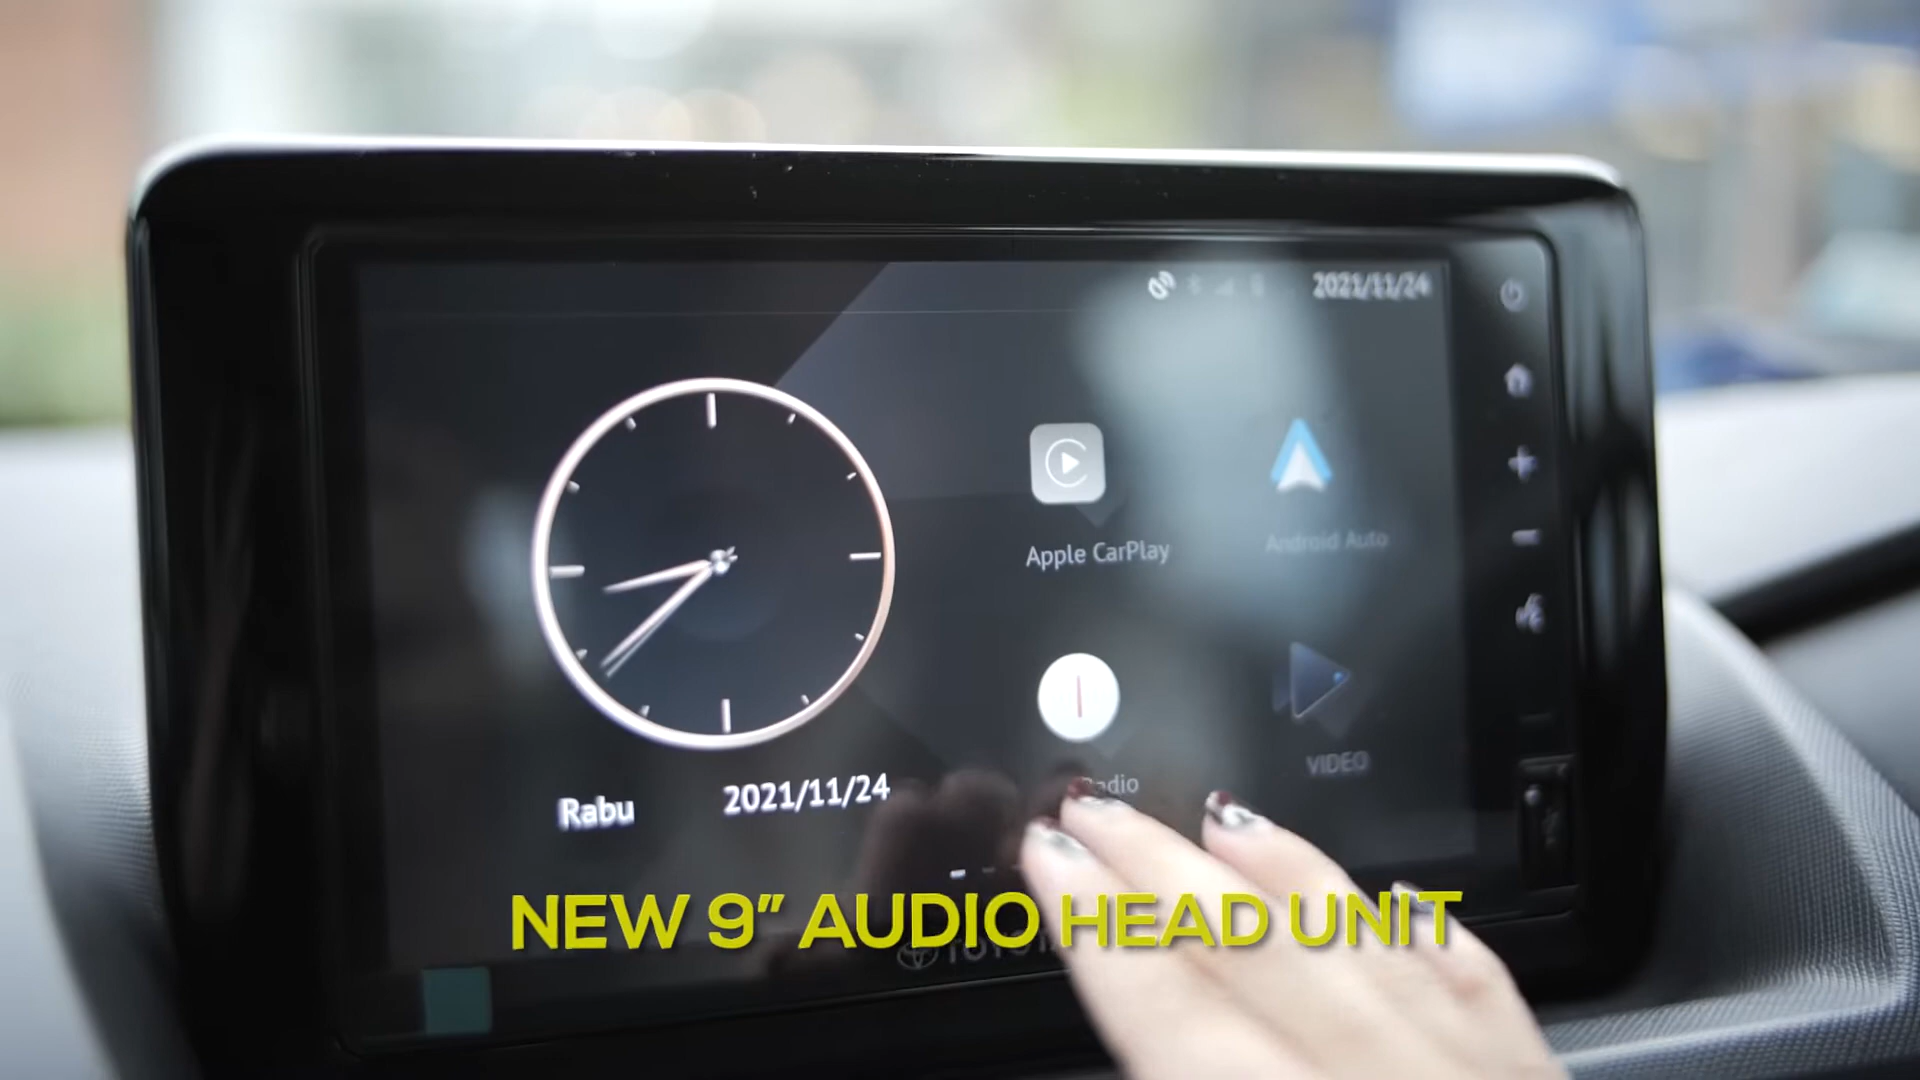 2021/11/24
Apple CarPlay
Android Auto
Radio
VIDEO
Rabu 2021/11/24
NEW 9" AUDIO HEAD UNIT